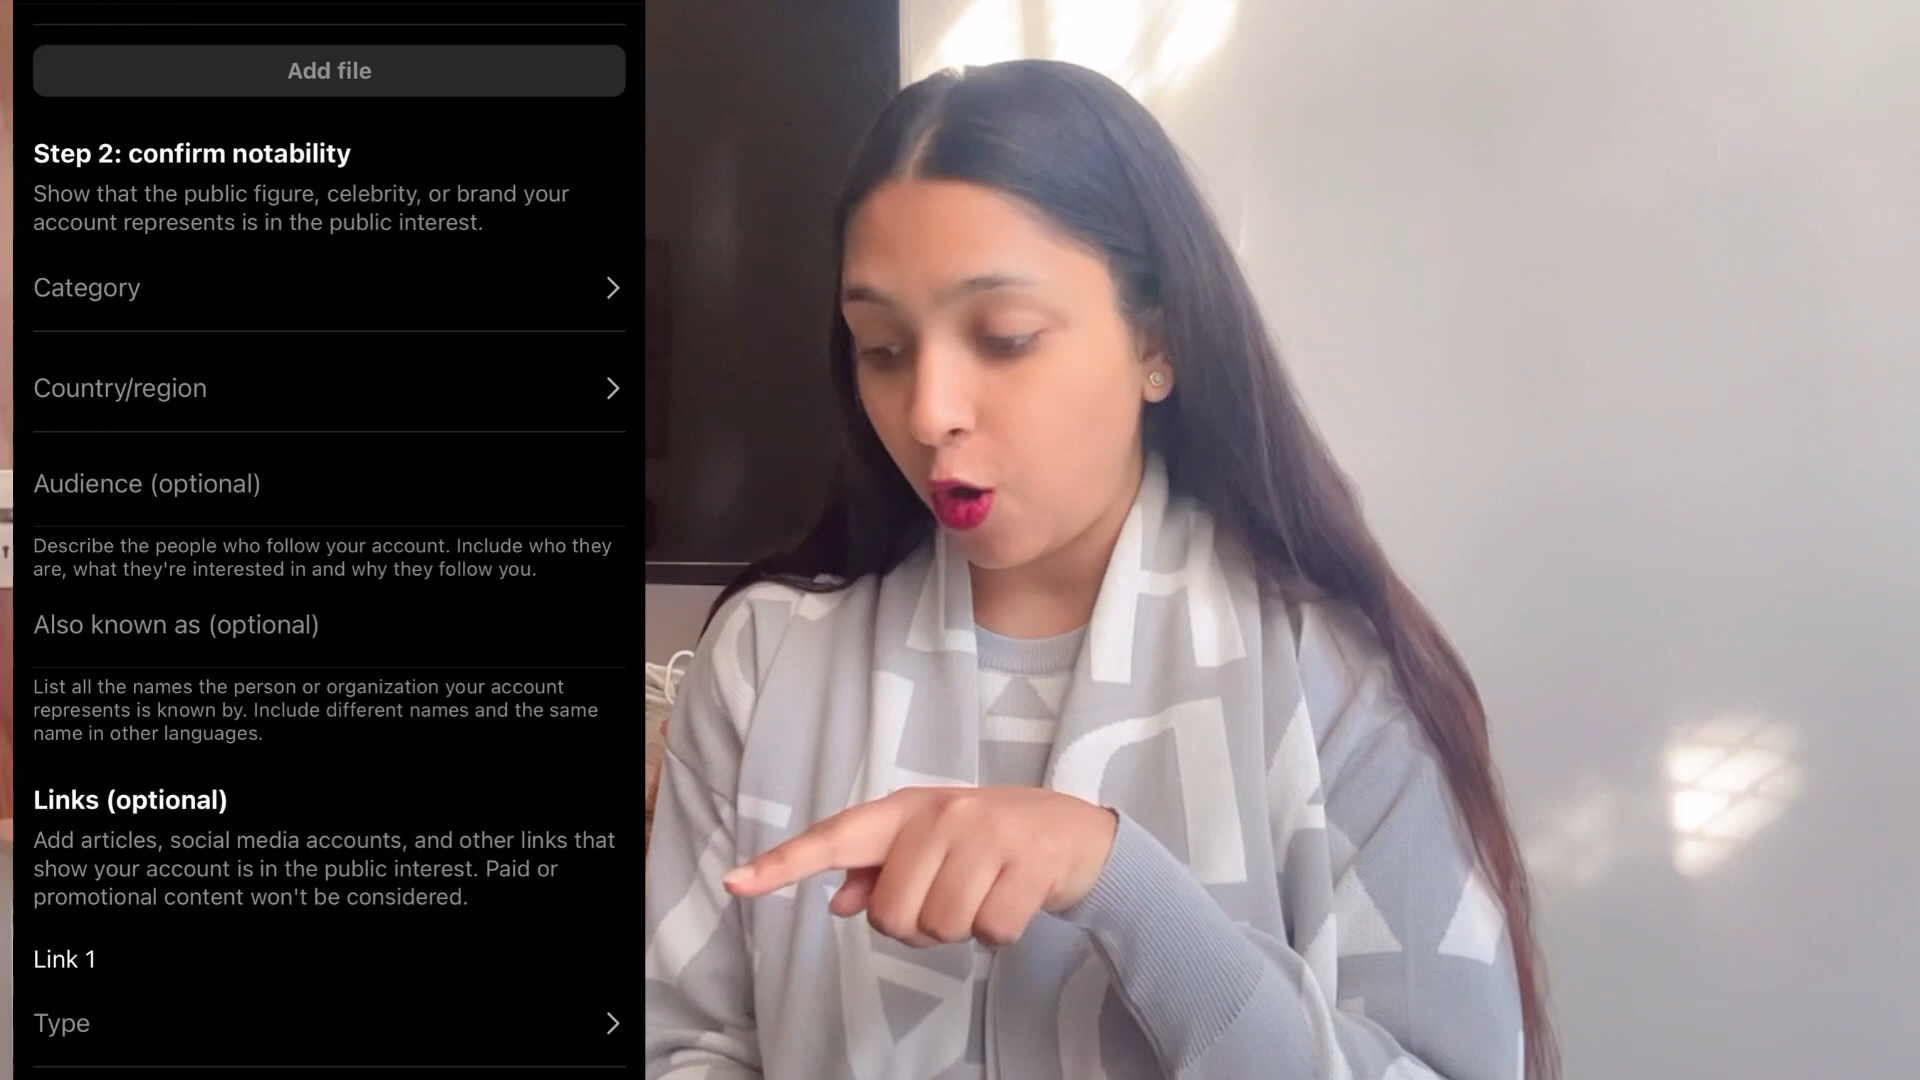 Add file
Step 2: confirm notability
Show that the public figure, celebrity, or brand your
account represents is in the public interest.
Category
Country/region
Audience (optional)
Describe the people who follow your account. Include who they
are, what they're interested in and why they follow you.
Also known as (optional)
List all the names the person or organization your account
represents is known by. Include different names and the same
name in other languages.
Links (optional)
Add articles, social media accounts, and other links that
show your account is in the public interest. Paid or
promotional content won't be considered.
Link 1
Type